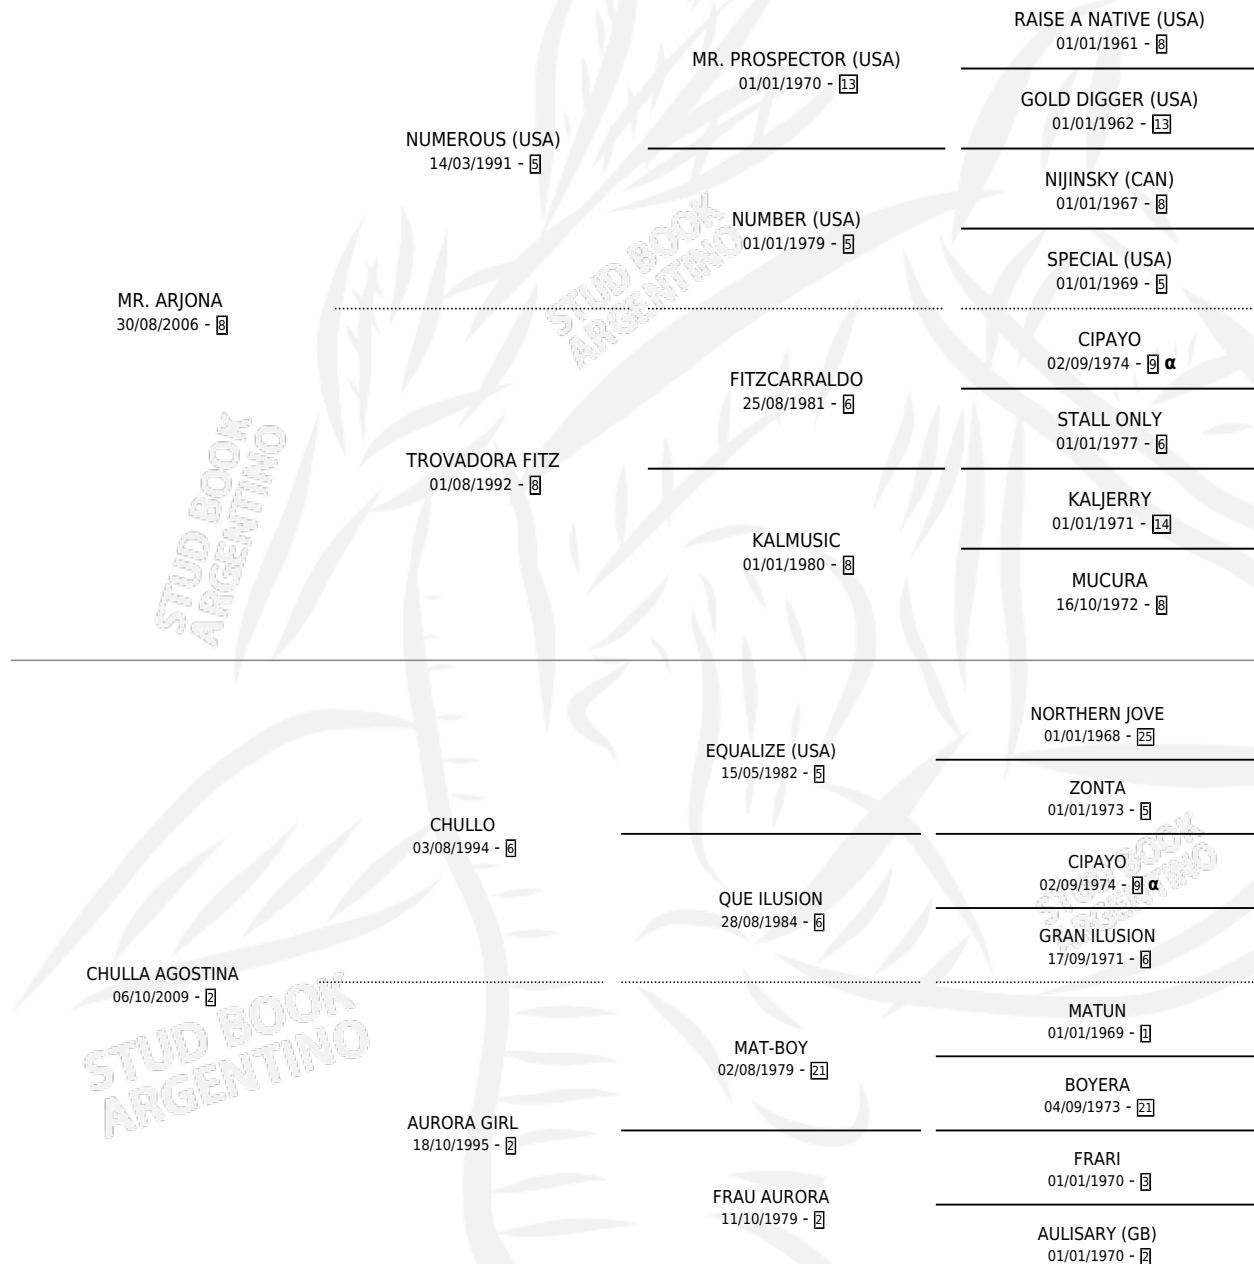 RAISE A NATIVE (USA)
01/01/1961 - 8
MR. PROSPECTOR (USA)
01/01/1970 - 13
GOLD DIGGER (USA)
01/01/1962 - 13
NUMEROUS (USA)
14/03/1991 - 5
NIJINSKY (CAN)
01/01/1967 - 8
NUMBER (USA)
01/01/1979 - 5
SPECIAL (USA)
01/01/1969 - 5
MR. ARJONA
30/08/2006 - 8
CIPAYO
02/09/1974 - 9 α
FITZCARRALDO
25/08/1981 - 6
STALL ONLY
01/01/1977 - 6
TROVADORA FITZ
01/08/1992 - 8
KALJERRY
01/01/1971 - 14
KALMUSIC
01/01/1980 - 8
MUCURA
16/10/1972 - 8
NORTHERN JOVE
01/01/1968 - 25
EQUALIZE (USA)
15/05/1982 - 5
ZONTA
01/01/1973 - 5
CHULLO
03/08/1994 - 6
CIPAYO
02/09/1974 - 9 α
QUE ILUSION
28/08/1984 - 6
GRAN ILUSION
17/09/1971 - 6
CHULLA AGOSTINA
06/10/2009 - 2
MATUN
01/01/1969 - 1
MAT-BOY
02/08/1979 - 21
BOYERA
04/09/1973 - 21
AURORA GIRL
18/10/1995 - 2
FRARI
01/01/1970 - 3
FRAU AURORA
11/10/1979 - 2
AULISARY (GB)
01/01/1970 - 2
STUD BOOK
ARGENTINO
STUD BOOK
ARGENTINO
STUD BOOK
ARGENTINO
STUD BOOK
ARGENTINO